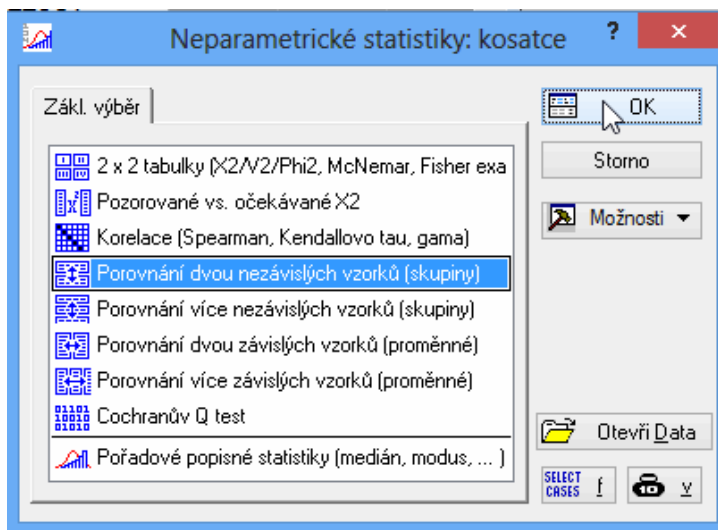 Neparametrické statistiky: kosatce ? ×
Zákl. výběr
OK
2 x 2 tabulky (X2/V2/Phi2, McNemar, Fisher exa
Storno
Pozorované vs. očekávané X2
Možnosti
Korelace (Spearman, Kendallovo tau, gama)
Porovnání dvou nezávislých vzorků (skupiny)
Porovnání více nezávislých vzorků (skupiny)
Porovnání dvou závislých vzorků (proměnné)
Porovnání více závislých vzorků (proměnné)
Cochranův Q test
Otevři Data
Pořadové popisné statistiky (medián, modus, ... )
SELECT CASES f
v